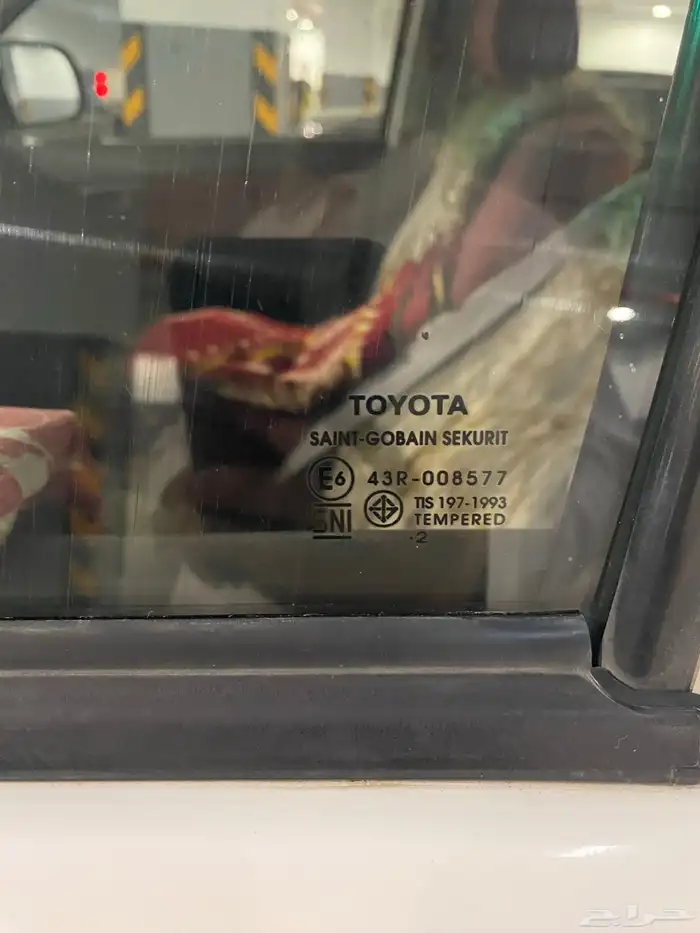 TOYOTA
SAINT-GOBAIN SEKURIT
E6 43R-008577
SNI TIS 197-1993
TEMPERED
.2
حراج